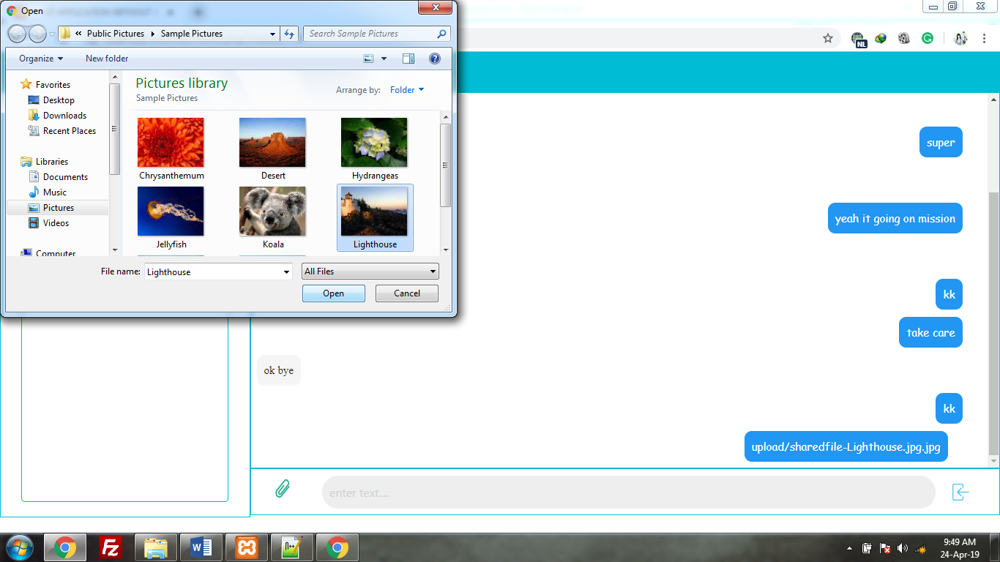 Open
« Public Pictures Sample Pictures
Search Sample Pictures
Organize
New folder
Favorites
Desktop
Downloads
Recent Places
Libraries
Documents
Music
Pictures
Videos
Computer
Pictures library
Sample Pictures
Arrange by: Folder
Chrysanthemum
Desert
Hydrangeas
Jellyfish
Koala
Lighthouse
File name: Lighthouse
All Files
Open
Cancel
NL
super
yeah it going on mission
kk
take care
ok bye
kk
upload/sharedfile-Lighthouse.jpg.jpg
enter text....
Fz
W
9:49 AM
24-Apr-19